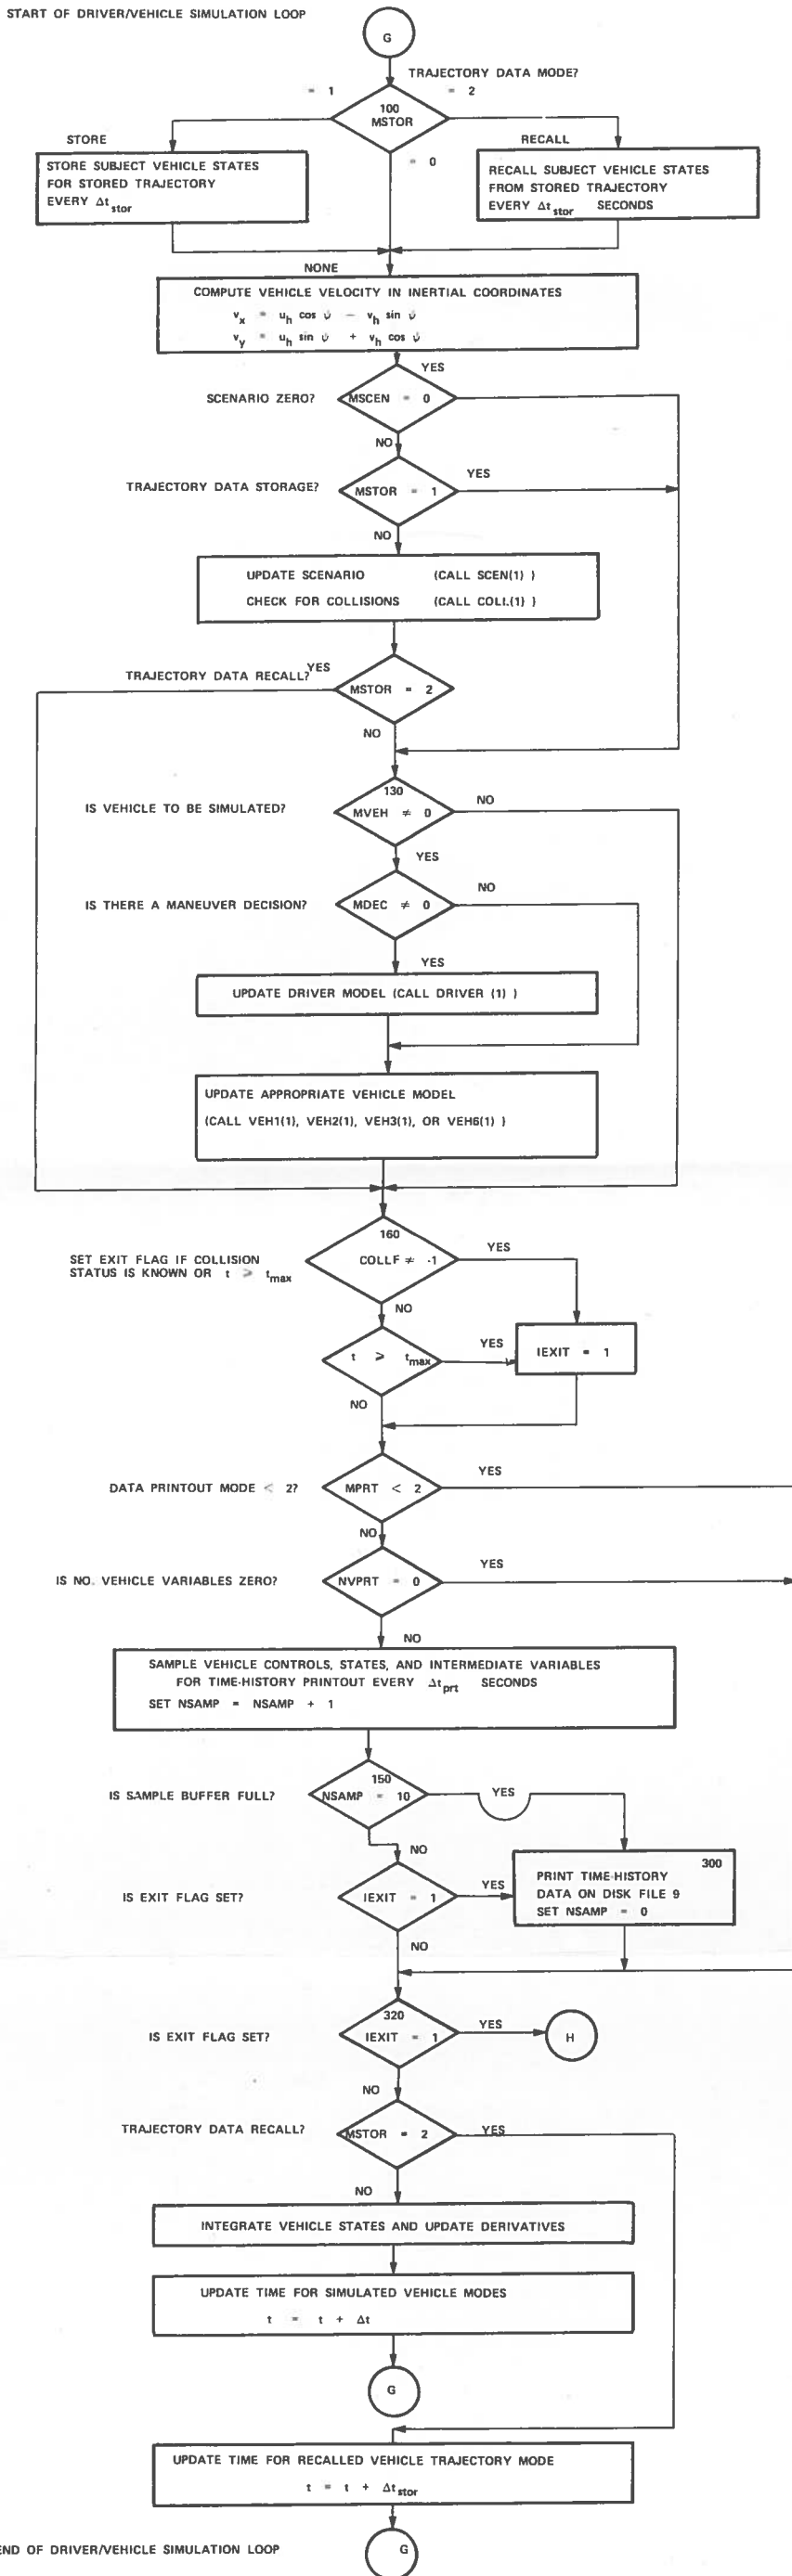 START OF DRIVER/VEHICLE SIMULATION LOOP
G
TRAJECTORY DATA MODE?
= 1
= 2
100
MSTOR
STORE
RECALL
= 0
STORE SUBJECT VEHICLE STATES
FOR STORED TRAJECTORY
EVERY Δt stor
RECALL SUBJECT VEHICLE STATES
FROM STORED TRAJECTORY
EVERY Δt stor SECONDS
NONE
COMPUTE VEHICLE VELOCITY IN INERTIAL COORDINATES
v_x = u_h cos ψ − v_h sin ψ
v_y = u_h sin ψ + v_h cos ψ
YES
SCENARIO ZERO?
MSCEN = 0
NO
TRAJECTORY DATA STORAGE?
MSTOR = 1
YES
NO
UPDATE SCENARIO (CALL SCEN(1) )
CHECK FOR COLLISIONS (CALL COLL(1) )
TRAJECTORY DATA RECALL?
YES
MSTOR = 2
NO
130
IS VEHICLE TO BE SIMULATED?
MVEH ≠ 0
NO
YES
IS THERE A MANEUVER DECISION?
MDEC ≠ 0
NO
YES
UPDATE DRIVER MODEL (CALL DRIVER (1) )
UPDATE APPROPRIATE VEHICLE MODEL
(CALL VEH1(1), VEH2(1), VEH3(1), OR VEH6(1) )
160
SET EXIT FLAG IF COLLISION
STATUS IS KNOWN OR t ⩾ t max
COLLF ≠ -1
YES
NO
t ⩾ t max
YES
IEXIT = 1
NO
DATA PRINTOUT MODE < 2?
MPRT < 2
YES
NO
IS NO. VEHICLE VARIABLES ZERO?
NVPRT = 0
YES
NO
SAMPLE VEHICLE CONTROLS, STATES, AND INTERMEDIATE VARIABLES
FOR TIME-HISTORY PRINTOUT EVERY Δt prt SECONDS
SET NSAMP = NSAMP + 1
150
IS SAMPLE BUFFER FULL?
NSAMP = 10
YES
NO
300
PRINT TIME-HISTORY
DATA ON DISK FILE 9
SET NSAMP = 0
IS EXIT FLAG SET?
IEXIT = 1
YES
NO
320
IS EXIT FLAG SET?
IEXIT = 1
YES
H
NO
TRAJECTORY DATA RECALL?
MSTOR = 2
YES
NO
INTEGRATE VEHICLE STATES AND UPDATE DERIVATIVES
UPDATE TIME FOR SIMULATED VEHICLE MODES
t = t + Δt
G
UPDATE TIME FOR RECALLED VEHICLE TRAJECTORY MODE
t = t + Δt stor
END OF DRIVER/VEHICLE SIMULATION LOOP
G